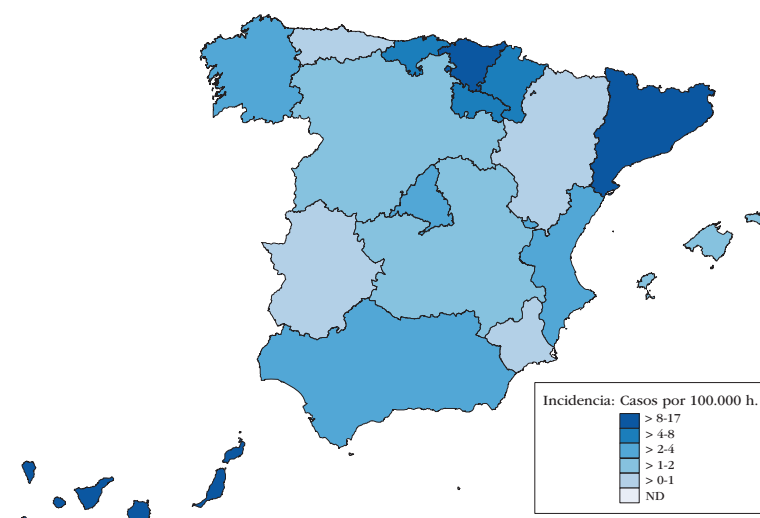 Incidencia: Casos por 100.000 h.
> 8-17
> 4-8
> 2-4
> 1-2
> 0-1
ND